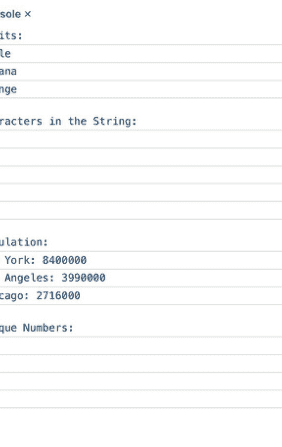 sole ×
its:
le
ana
nge
racters in the String:
ulation:
York: 8400000
Angeles: 3990000
cago: 2716000
que Numbers: